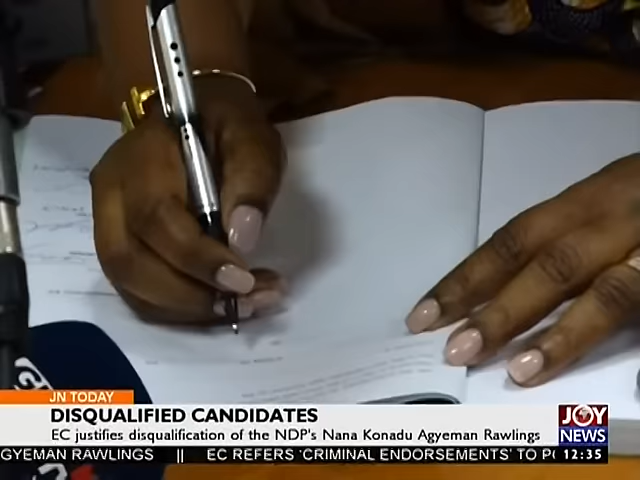 JN TODAY
DISQUALIFIED CANDIDATES
EC justifies disqualification of the NDP's Nana Konadu Agyeman Rawlings
JOY
NEWS
GYEMAN RAWLINGS || EC REFERS 'CRIMINAL ENDORSEMENTS' TO P
12:35